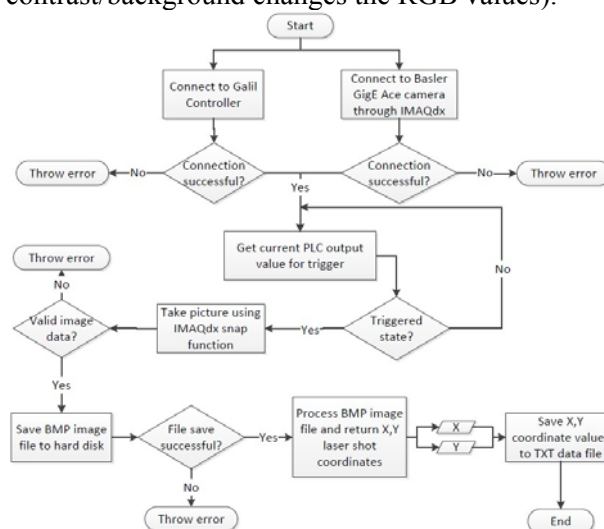 contrast/background changes the RGB values).
Start
Connect to Galil
Controller
Connect to Basler
GigE Ace camera
through IMAQdx
Throw error
No
Connection
successful?
Yes
Connection
successful?
No
Throw error
Get current PLC output
value for trigger
No
Throw error
No
Valid image
data?
Take picture using
IMAQdx snap
function
Yes
Triggered
state?
Yes
Save BMP image
file to hard disk
File save
successful?
Yes
Process BMP image
file and return X,Y
laser shot
coordinates
X
Y
Save X,Y
coordinate values
to TXT data file
No
Throw error
End